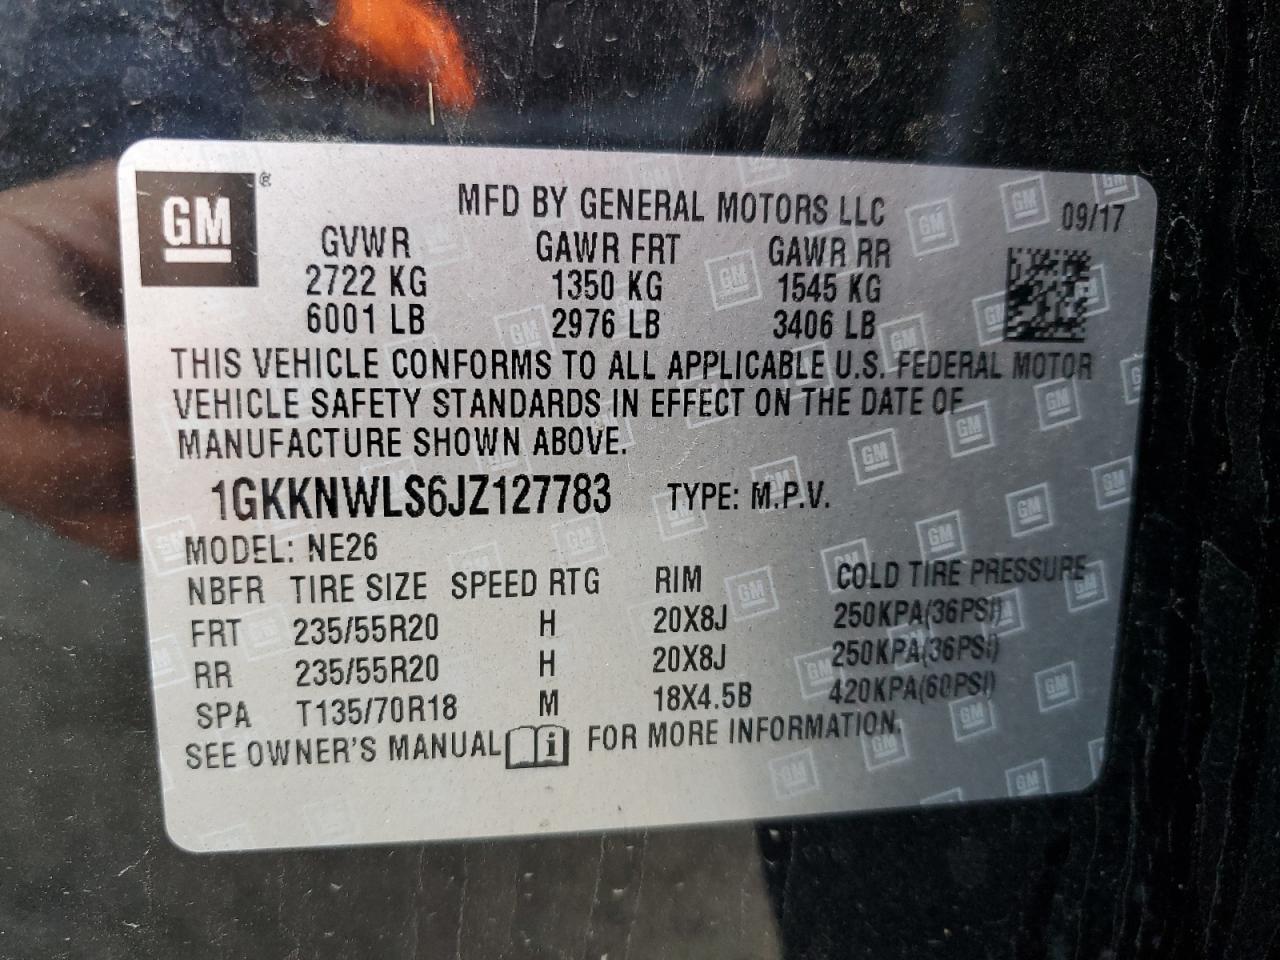 GM ®
MFD BY GENERAL MOTORS LLC
09/17
GVWR GAWR FRT GAWR RR
2722 KG 1350 KG 1545 KG
6001 LB 2976 LB 3406 LB
THIS VEHICLE CONFORMS TO ALL APPLICABLE U.S. FEDERAL MOTOR
VEHICLE SAFETY STANDARDS IN EFFECT ON THE DATE OF
MANUFACTURE SHOWN ABOVE.
1GKKNWLS6JZ127783 TYPE: M.P.V.
MODEL: NE26
NBFR TIRE SIZE SPEED RTG RIM COLD TIRE PRESSURE
FRT 235/55R20 H 20X8J 250KPA(36PSI)
RR 235/55R20 H 20X8J 250KPA(36PSI)
SPA T135/70R18 M 18X4.5B 420KPA(60PSI)
SEE OWNER'S MANUAL i FOR MORE INFORMATION.